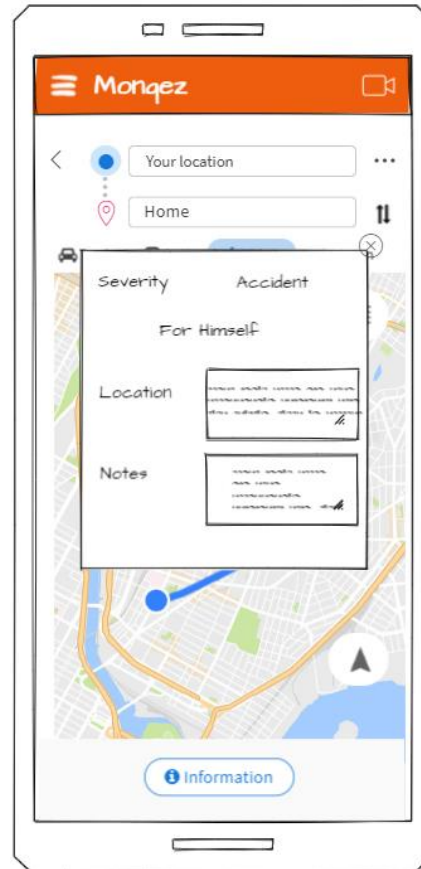 Monqez
Your location
Home
Severity Accident
For Himself
Location
Notes
Information